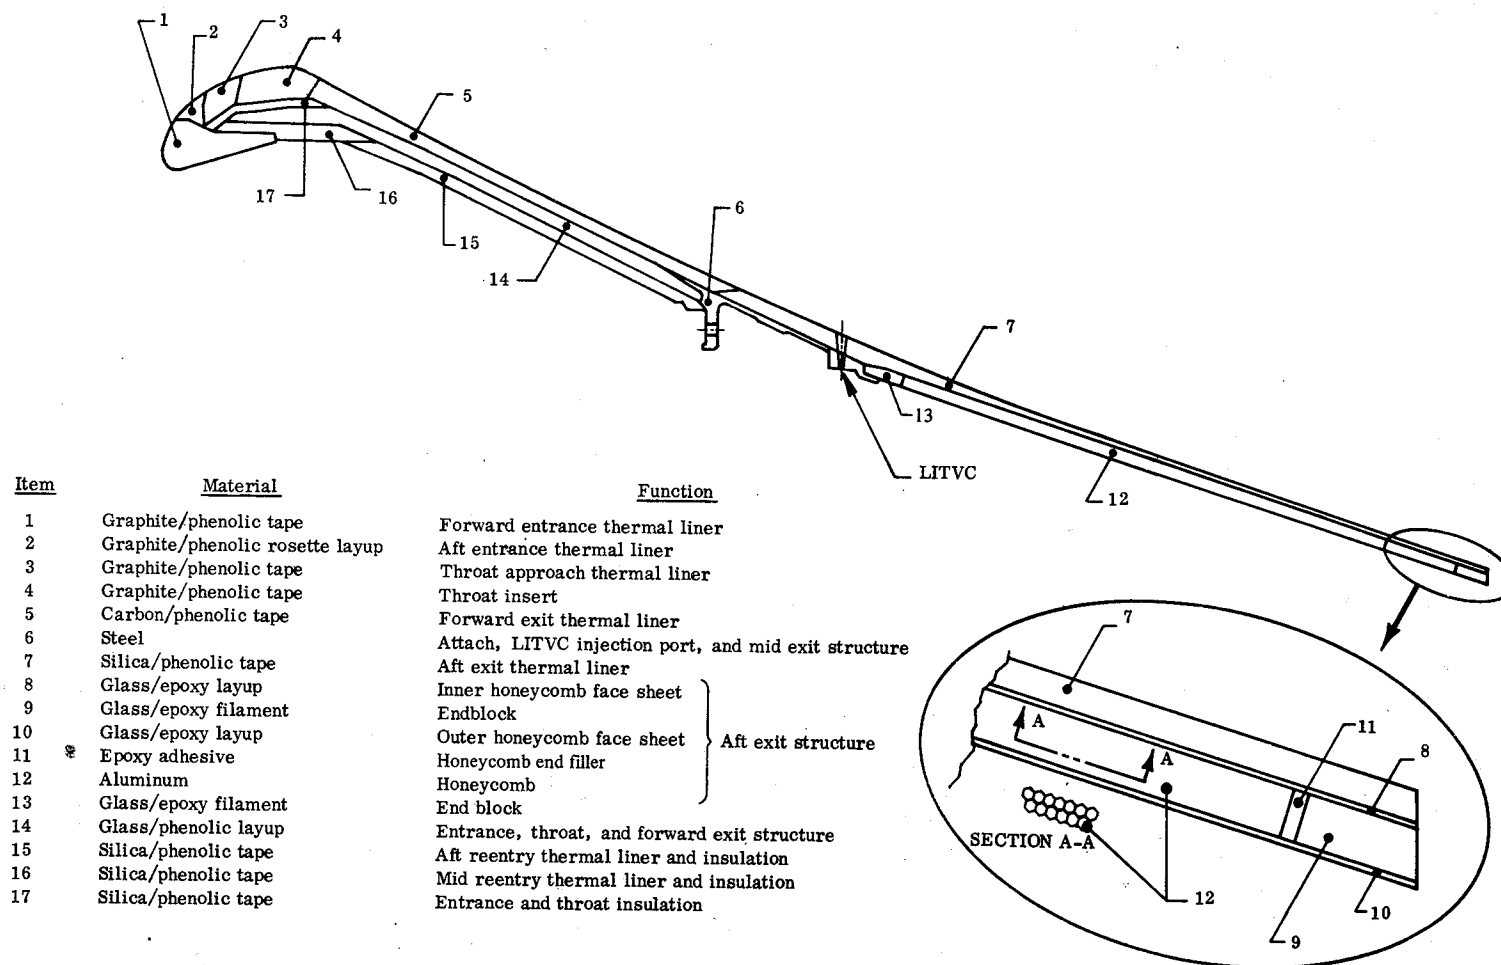 1
2
3
4
5
6
7
17
16
15
14
13
12
LITVC
Item Material Function
1 Graphite/phenolic tape Forward entrance thermal liner
2 Graphite/phenolic rosette layup Aft entrance thermal liner
3 Graphite/phenolic tape Throat approach thermal liner
4 Graphite/phenolic tape Throat insert
5 Carbon/phenolic tape Forward exit thermal liner
6 Steel Attach, LITVC injection port, and mid exit structure
7 Silica/phenolic tape Aft exit thermal liner
8 Glass/epoxy layup Inner honeycomb face sheet
9 Glass/epoxy filament Endblock
10 Glass/epoxy layup Outer honeycomb face sheet
Aft exit structure
11 Epoxy adhesive Honeycomb end filler
12 Aluminum Honeycomb
13 Glass/epoxy filament End block
14 Glass/phenolic layup Entrance, throat, and forward exit structure
15 Silica/phenolic tape Aft reentry thermal liner and insulation
16 Silica/phenolic tape Mid reentry thermal liner and insulation
17 Silica/phenolic tape Entrance and throat insulation
7
A
A
11
8
SECTION A-A
12
10
9